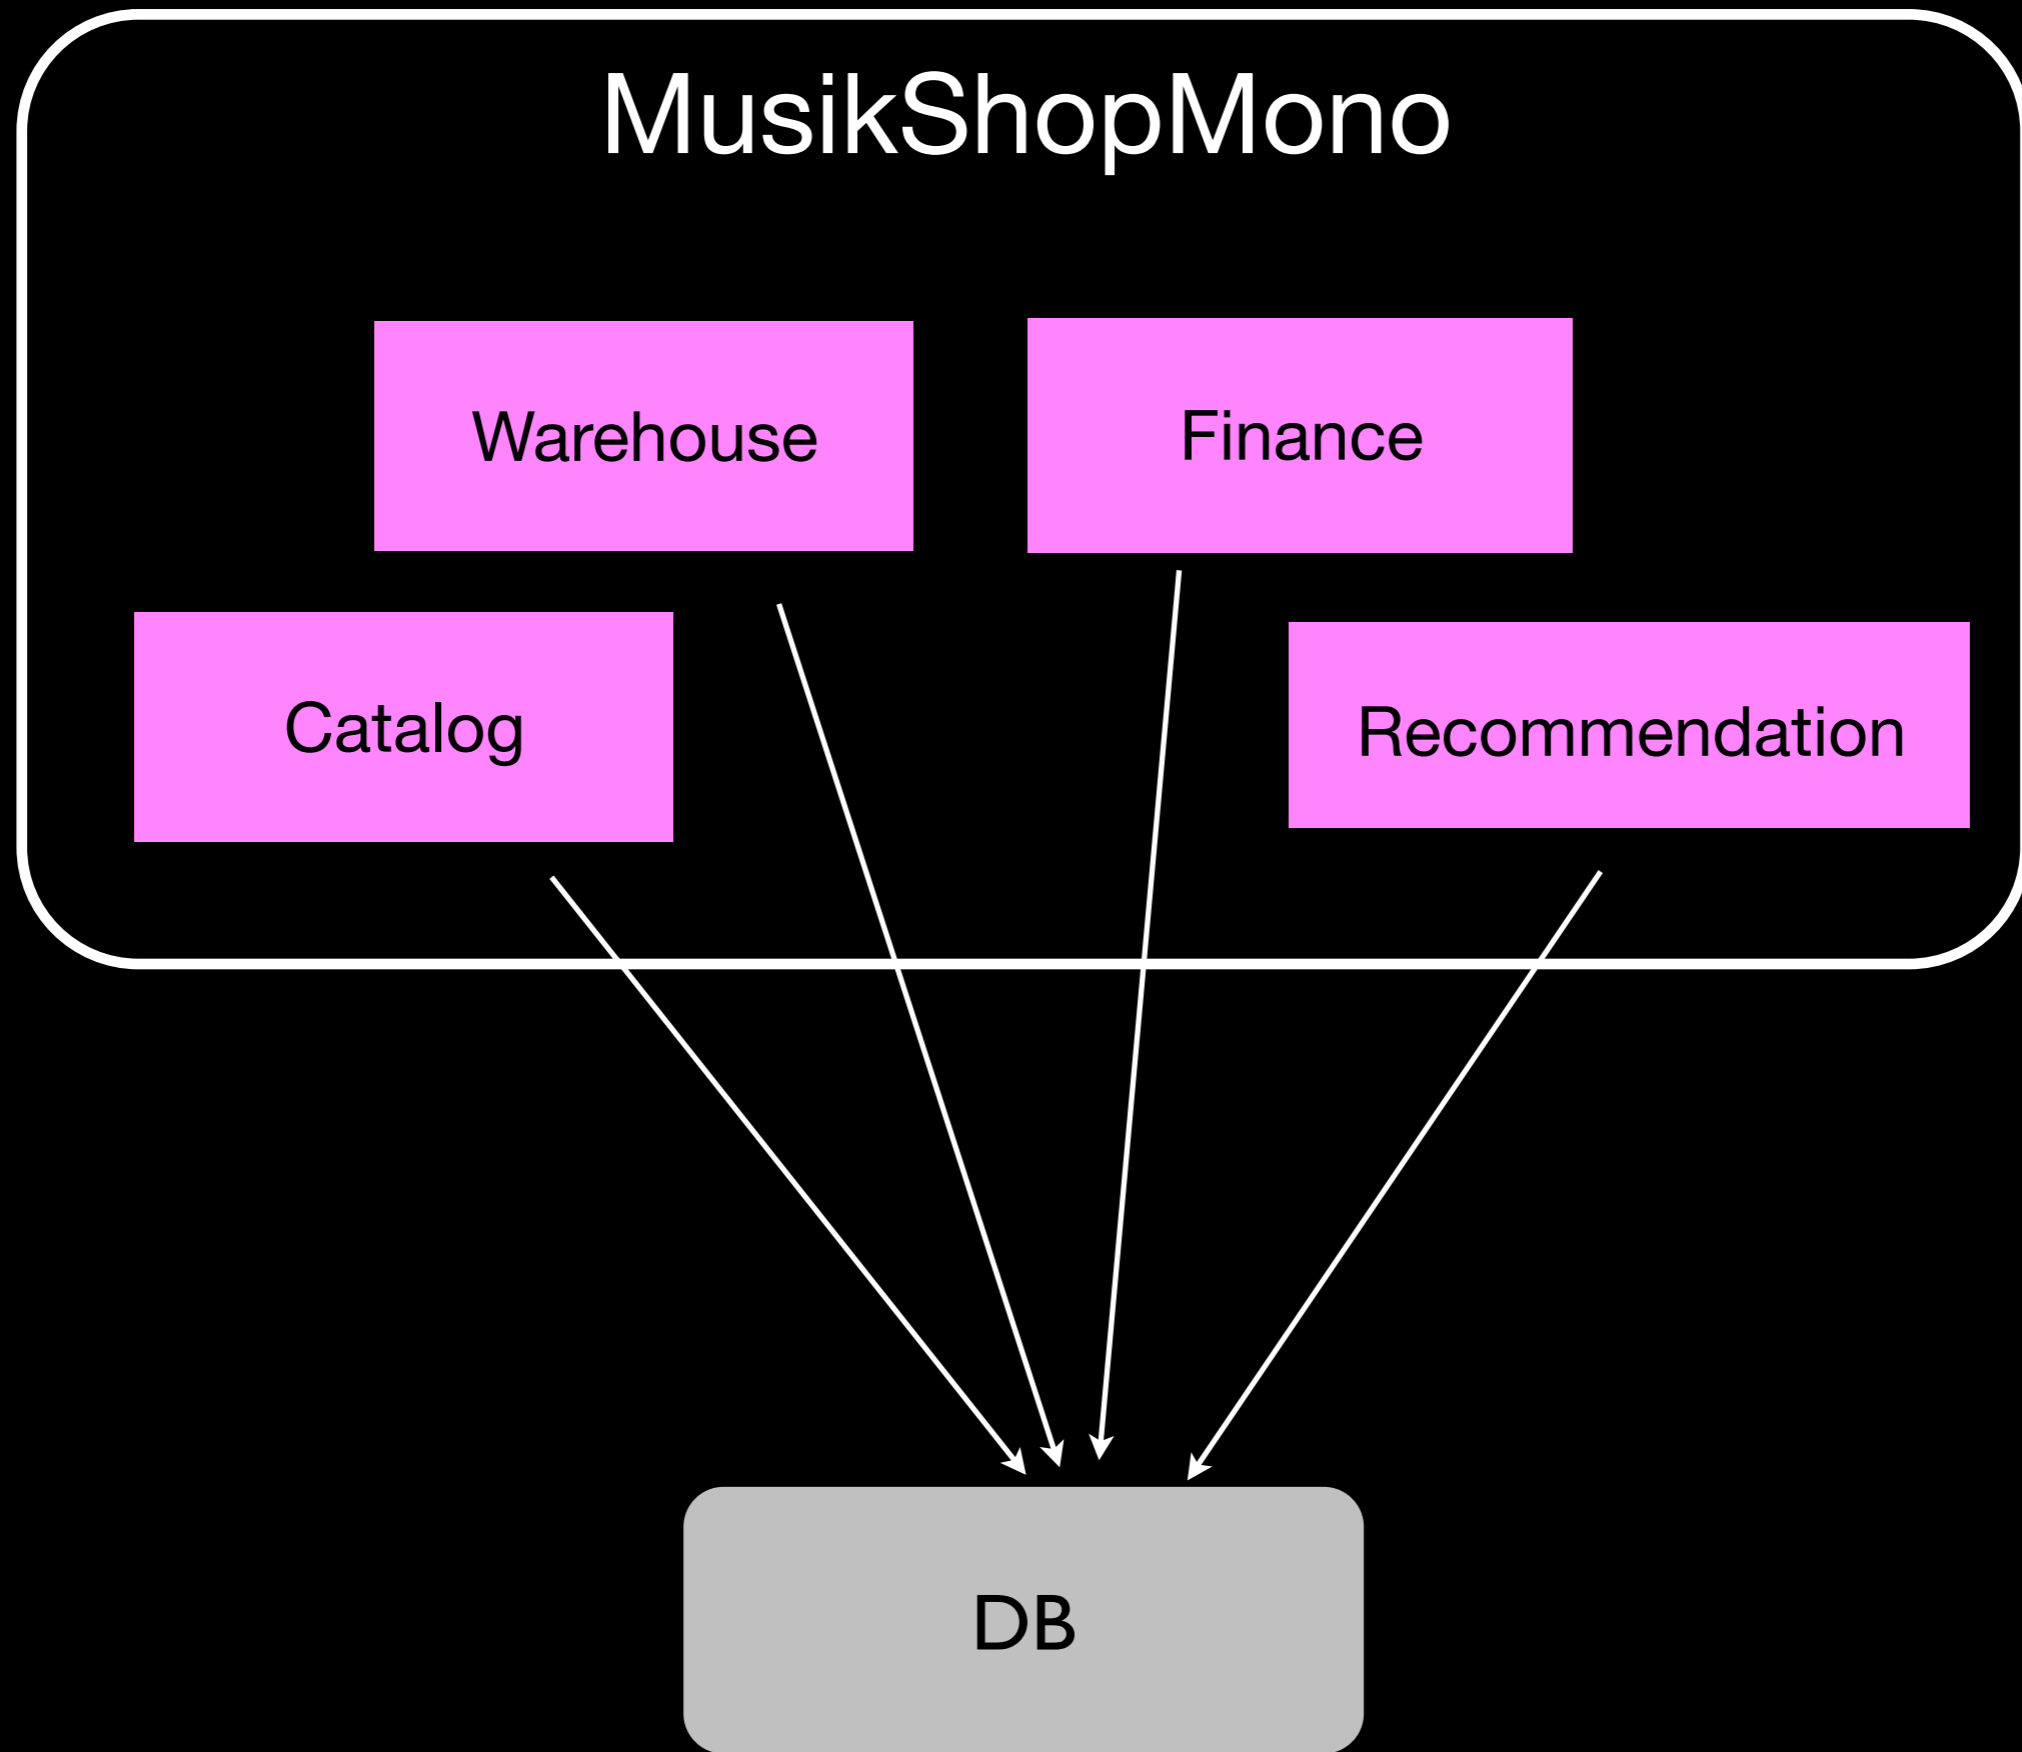 MusikShopMono
Warehouse
Finance
Catalog
Recommendation
DB